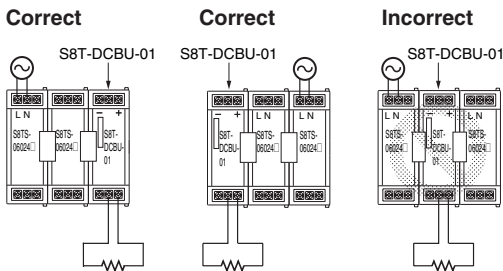 Correct
Correct
Incorrect
S8T-DCBU-01
S8T-DCBU-01
S8T-DCBU-01
L N
− +
S8TS-
06024□
S8TS-
06024□
S8T-
DCBU-
01
− +
L N
S8T-
DCBU-
01
S8TS-
06024□
S8TS-
06024□
L N
− +
L N
S8TS-
06024□
S8T-
DCBU-
01
S8TS-
06024□